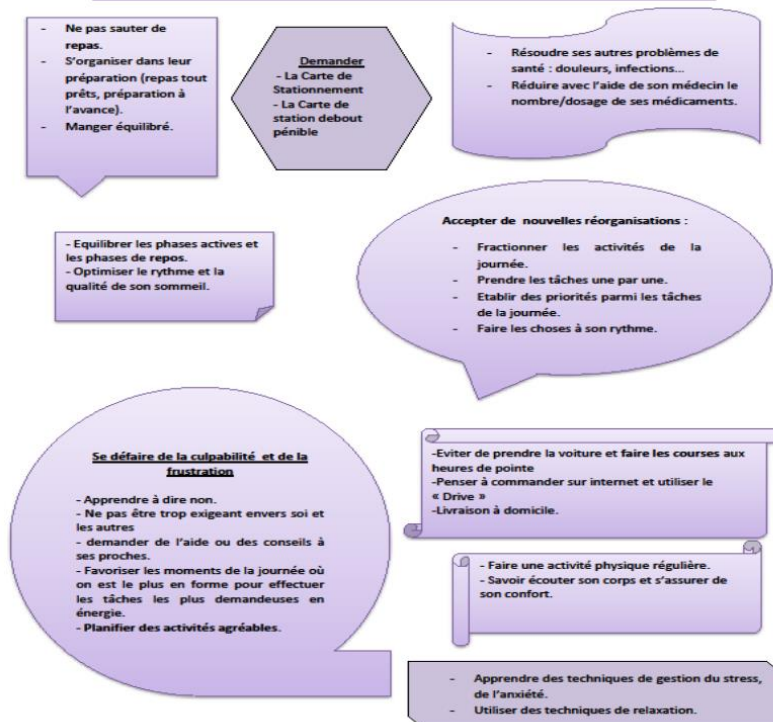 - Ne pas sauter de
repas.
- S'organiser dans leur
préparation (repas tout
prêts, préparation à
l'avance).
- Manger équilibré.
Demander
- La Carte de
Stationnement
- La Carte de
station debout
pénible
- Résoudre ses autres problèmes de
santé : douleurs, infections...
- Réduire avec l'aide de son médecin le
nombre/dosage de ses médicaments.
- Equilibrer les phases actives et
les phases de repos.
- Optimiser le rythme et la
qualité de son sommeil.
Accepter de nouvelles réorganisations :
- Fractionner les activités de la
journée.
- Prendre les tâches une par une.
- Etablir des priorités parmi les tâches
de la journée.
- Faire les choses à son rythme.
Se défaire de la culpabilité et de la
frustration
- Apprendre à dire non.
- Ne pas être trop exigeant envers soi et
les autres
- demander de l'aide ou des conseils à
ses proches.
- Favoriser les moments de la journée où
on est le plus en forme pour effectuer
les tâches les plus demandeuses en
énergie.
- Planifier des activités agréables.
-Eviter de prendre la voiture et faire les courses aux
heures de pointe
-Penser à commander sur internet et utiliser le
« Drive »
-Livraison à domicile.
- Faire une activité physique régulière.
- Savoir écouter son corps et s'assurer de
son confort.
- Apprendre des techniques de gestion du stress,
de l'anxiété.
- Utiliser des techniques de relaxation.